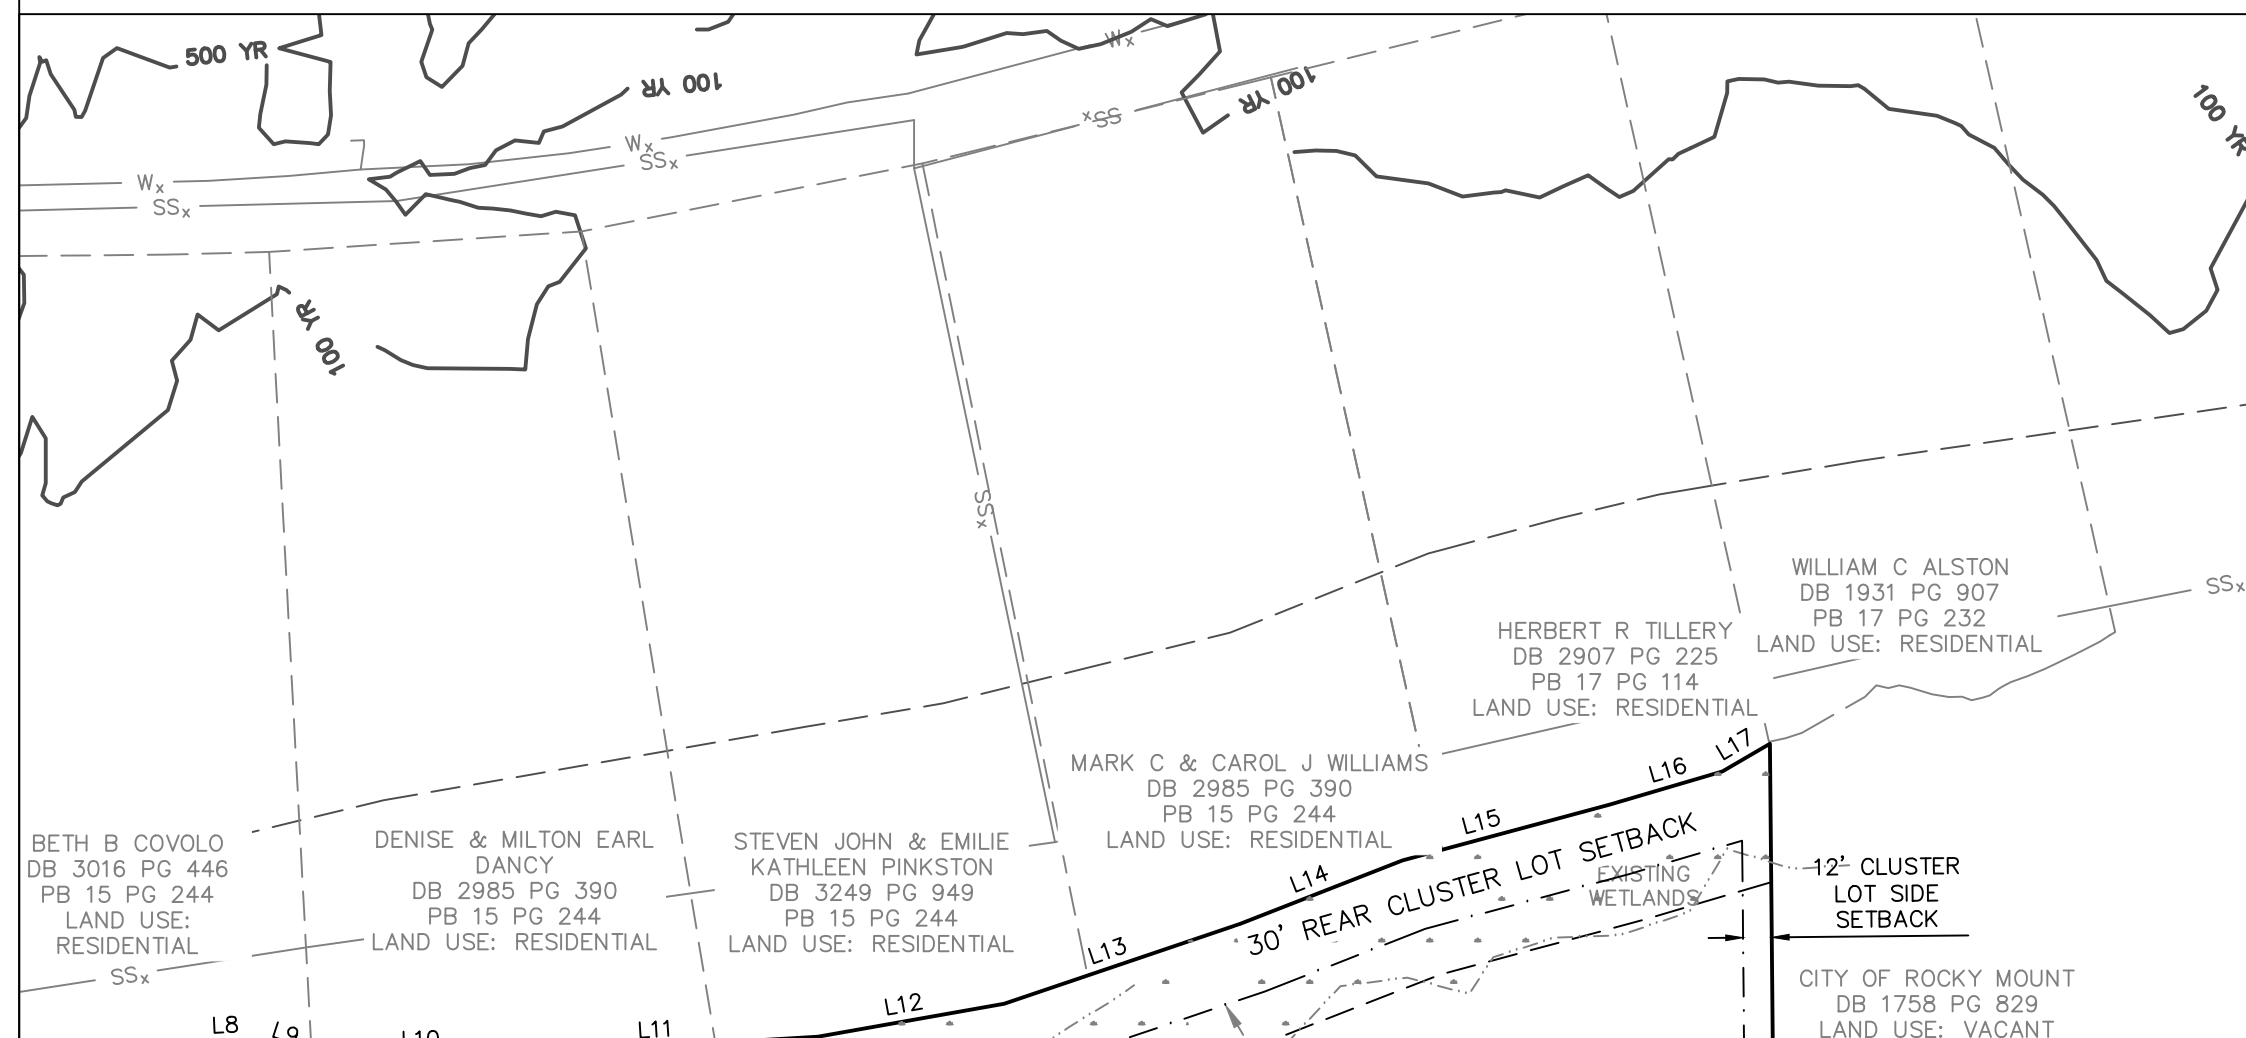 500 YR
100 YR
Wx
100 YR
SSx
Wx
SSx
Wx
SSx
100 YR
100 YR
SSx
WILLIAM C ALSTON
DB 1931 PG 907
PB 17 PG 232
LAND USE: RESIDENTIAL
SSx
HERBERT R TILLERY
DB 2907 PG 225
PB 17 PG 114
LAND USE: RESIDENTIAL
MARK C & CAROL J WILLIAMS
DB 2985 PG 390
PB 15 PG 244
LAND USE: RESIDENTIAL
BETH B COVOLO
DB 3016 PG 446
PB 15 PG 244
LAND USE:
RESIDENTIAL
DENISE & MILTON EARL
DANCY
DB 2985 PG 390
PB 15 PG 244
LAND USE: RESIDENTIAL
STEVEN JOHN & EMILIE
KATHLEEN PINKSTON
DB 3249 PG 949
PB 15 PG 244
LAND USE: RESIDENTIAL
L17
L16
L15
L14
L13
L12
L11
L10
L9
L8
SSx
30' REAR CLUSTER LOT SETBACK
EXISTING
WETLANDS
12' CLUSTER
LOT SIDE
SETBACK
CITY OF ROCKY MOUNT
DB 1758 PG 829
LAND USE: VACANT